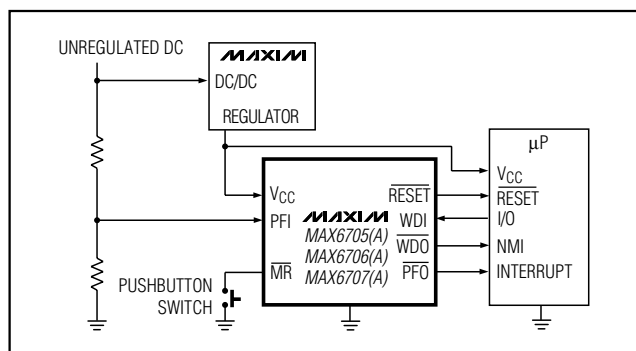 UNREGULATED DC
MAXIM
DC/DC
REGULATOR
μP
VCC
RESET
I/O
NMI
INTERRUPT
VCC
PFI
MR
MAXIM
MAX6705(A)
MAX6706(A)
MAX6707(A)
RESET
WDI
WDO
PFO
PUSHBUTTON
SWITCH